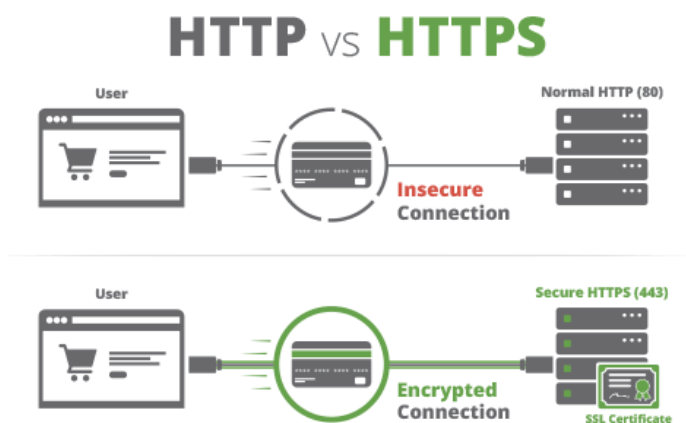 HTTP vs HTTPS
User
Normal HTTP (80)
Insecure
Connection
User
Secure HTTPS (443)
Encrypted
Connection
SSL Certificate